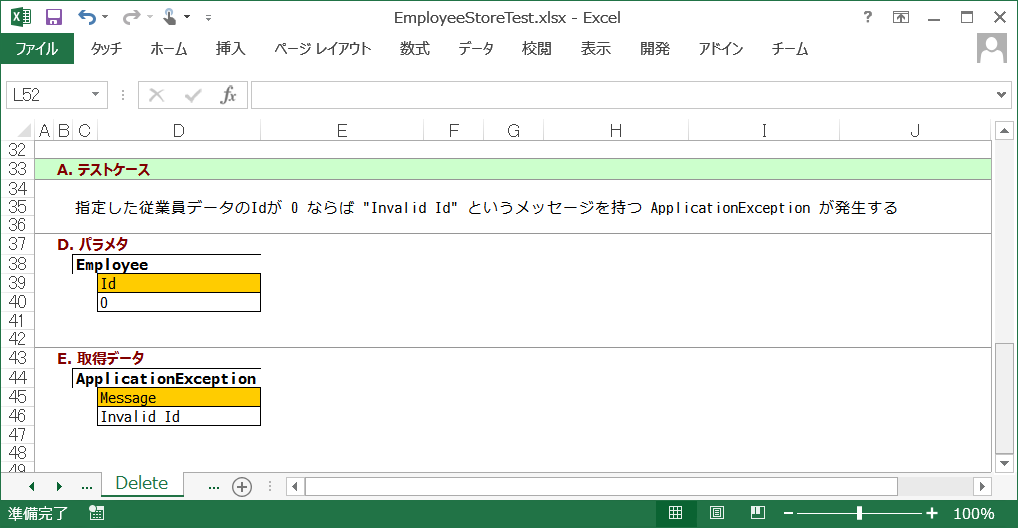 EmployeeStoreTest.xlsx - Excel
ファイル タッチ ホーム 挿入 ページ レイアウト 数式 データ 校閲 表示 開発 アドイン チーム
L52 fx
A B C D E F G H I J
32
33 A. テストケース
34
35 指定した従業員データのIdが 0 ならば "Invalid Id" というメッセージを持つ ApplicationException が発生する
36
37 D. パラメタ
38 Employee
39 Id
40 0
41
42
43 E. 取得データ
44 ApplicationException
45 Message
46 Invalid Id
47
48
49
... Delete ...
準備完了 100%